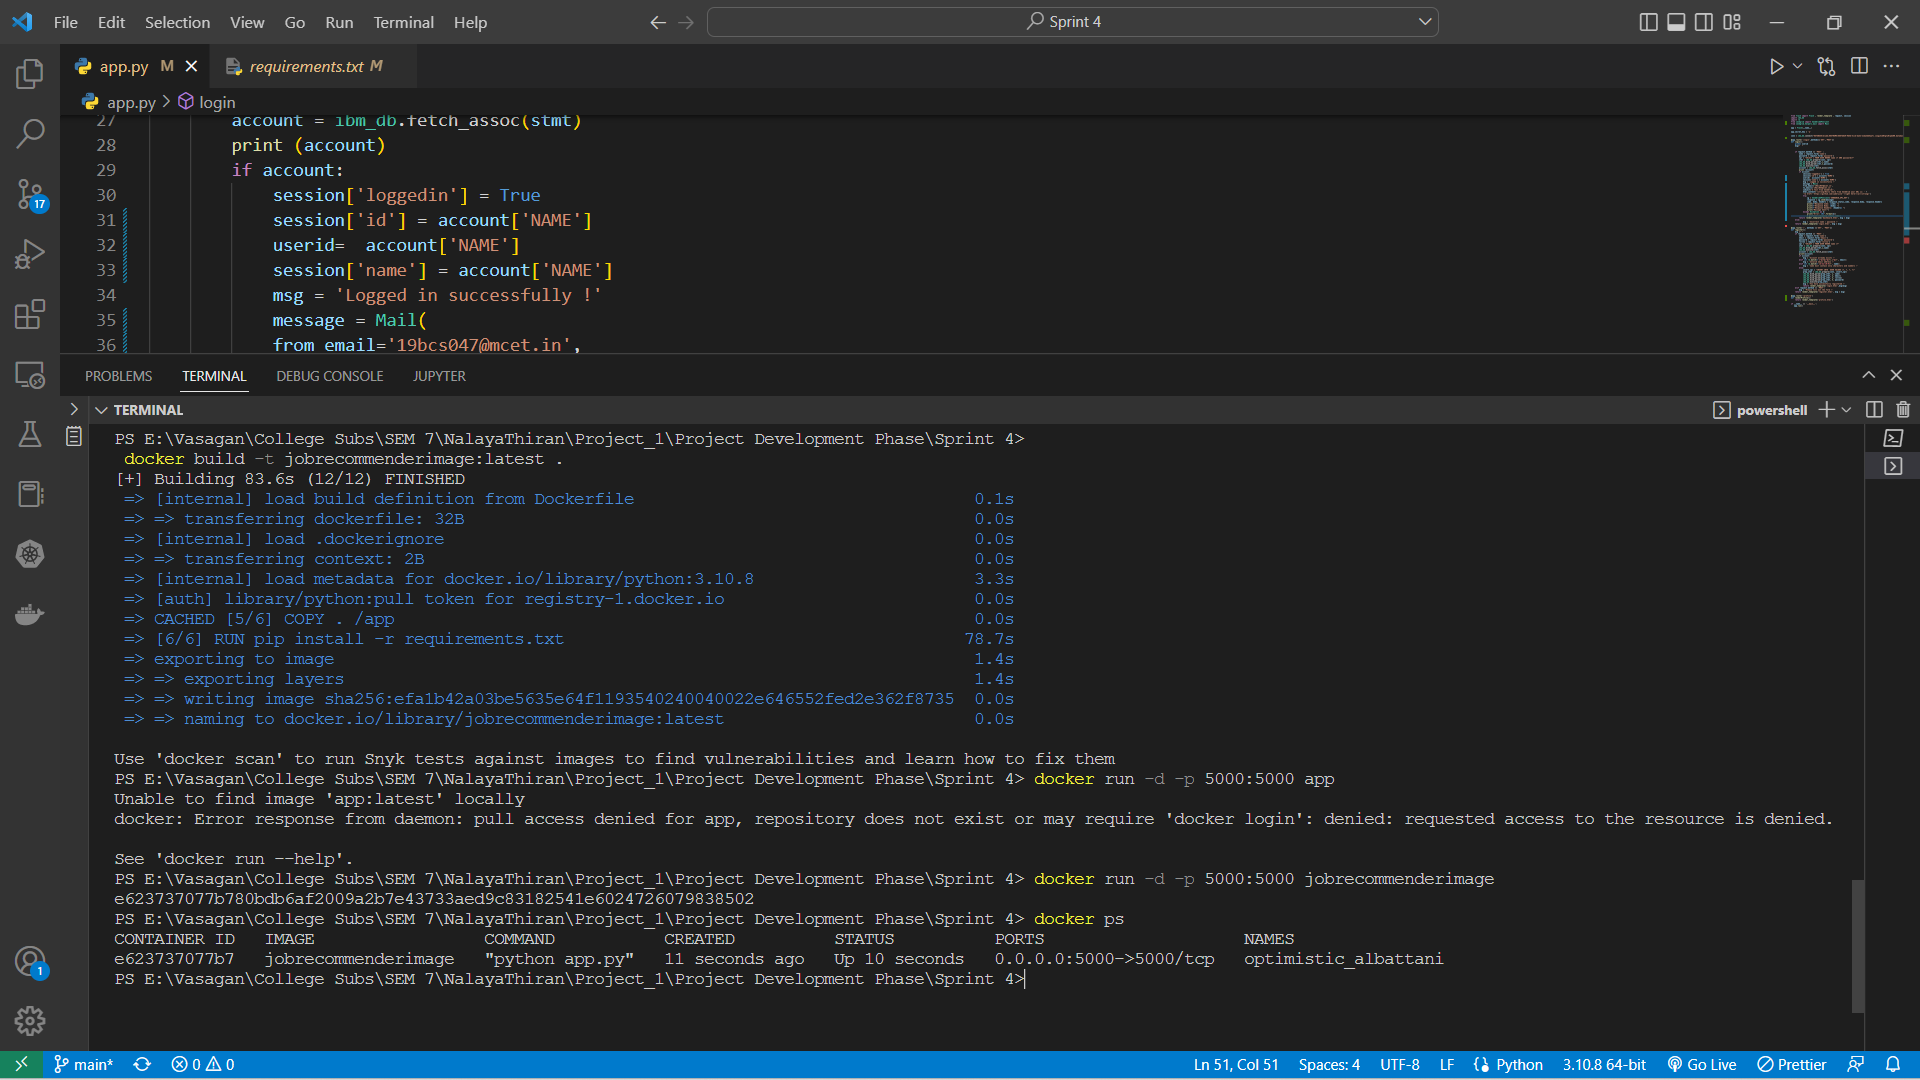 File Edit Selection View Go Run Terminal Help
Sprint 4
app.py M
requirements.txt M
app.py > login
27 account = ibm_db.fetch_assoc(stmt)
28 print (account)
29 if account:
30 session['loggedin'] = True
31 session['id'] = account['NAME']
32 userid= account['NAME']
33 session['name'] = account['NAME']
34 msg = 'Logged in successfully !'
35 message = Mail(
36 from_email='19bcs047@mcet.in',
17
PROBLEMS TERMINAL DEBUG CONSOLE JUPYTER
TERMINAL
powershell
PS E:\Vasagan\College Subs\SEM 7\NalayaThiran\Project_1\Project Development Phase\Sprint 4>
docker build -t jobrecommenderimage:latest .
[+] Building 83.6s (12/12) FINISHED
=> [internal] load build definition from Dockerfile 0.1s
=> => transferring dockerfile: 32B 0.0s
=> [internal] load .dockerignore 0.0s
=> => transferring context: 2B 0.0s
=> [internal] load metadata for docker.io/library/python:3.10.8 3.3s
=> [auth] library/python:pull token for registry-1.docker.io 0.0s
=> CACHED [5/6] COPY . /app 0.0s
=> [6/6] RUN pip install -r requirements.txt 78.7s
=> exporting to image 1.4s
=> => exporting layers 1.4s
=> => writing image sha256:efa1b42a03be5635e64f1193540240040022e646552fed2e362f8735 0.0s
=> => naming to docker.io/library/jobrecommenderimage:latest 0.0s
Use 'docker scan' to run Snyk tests against images to find vulnerabilities and learn how to fix them
PS E:\Vasagan\College Subs\SEM 7\NalayaThiran\Project_1\Project Development Phase\Sprint 4> docker run -d -p 5000:5000 app
Unable to find image 'app:latest' locally
docker: Error response from daemon: pull access denied for app, repository does not exist or may require 'docker login': denied: requested access to the resource is denied.
See 'docker run --help'.
PS E:\Vasagan\College Subs\SEM 7\NalayaThiran\Project_1\Project Development Phase\Sprint 4> docker run -d -p 5000:5000 jobrecommenderimage
e623737077b780bdb6af2009a2b7e43733aed9c83182541e6024726079838502
PS E:\Vasagan\College Subs\SEM 7\NalayaThiran\Project_1\Project Development Phase\Sprint 4> docker ps
CONTAINER ID IMAGE COMMAND CREATED STATUS PORTS NAMES
e623737077b7 jobrecommenderimage "python app.py" 11 seconds ago Up 10 seconds 0.0.0.0:5000->5000/tcp optimistic_albattani
PS E:\Vasagan\College Subs\SEM 7\NalayaThiran\Project_1\Project Development Phase\Sprint 4>
1
main* 0 0 Ln 51, Col 51 Spaces: 4 UTF-8 LF Python 3.10.8 64-bit Go Live Prettier